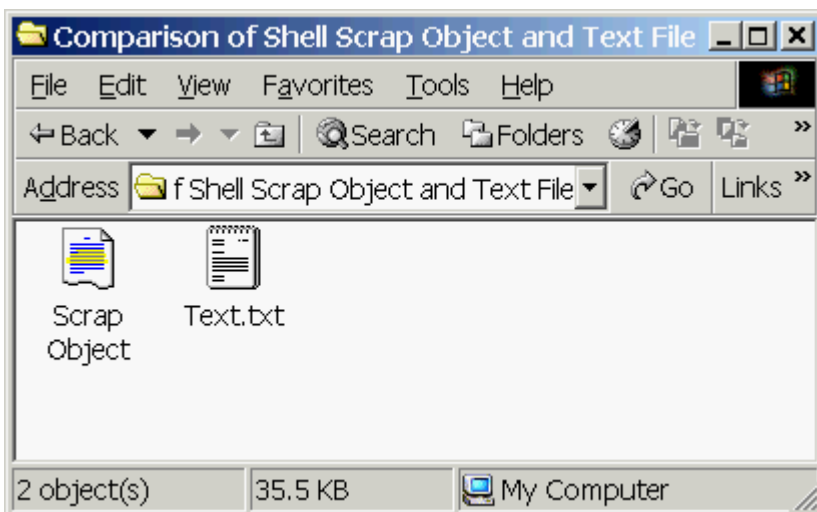 Comparison of Shell Scrap Object and Text File
File Edit View Favorites Tools Help
Back Search Folders »
Address f Shell Scrap Object and Text File Go Links »
Scrap Object
Text.txt
2 object(s) 35.5 KB My Computer